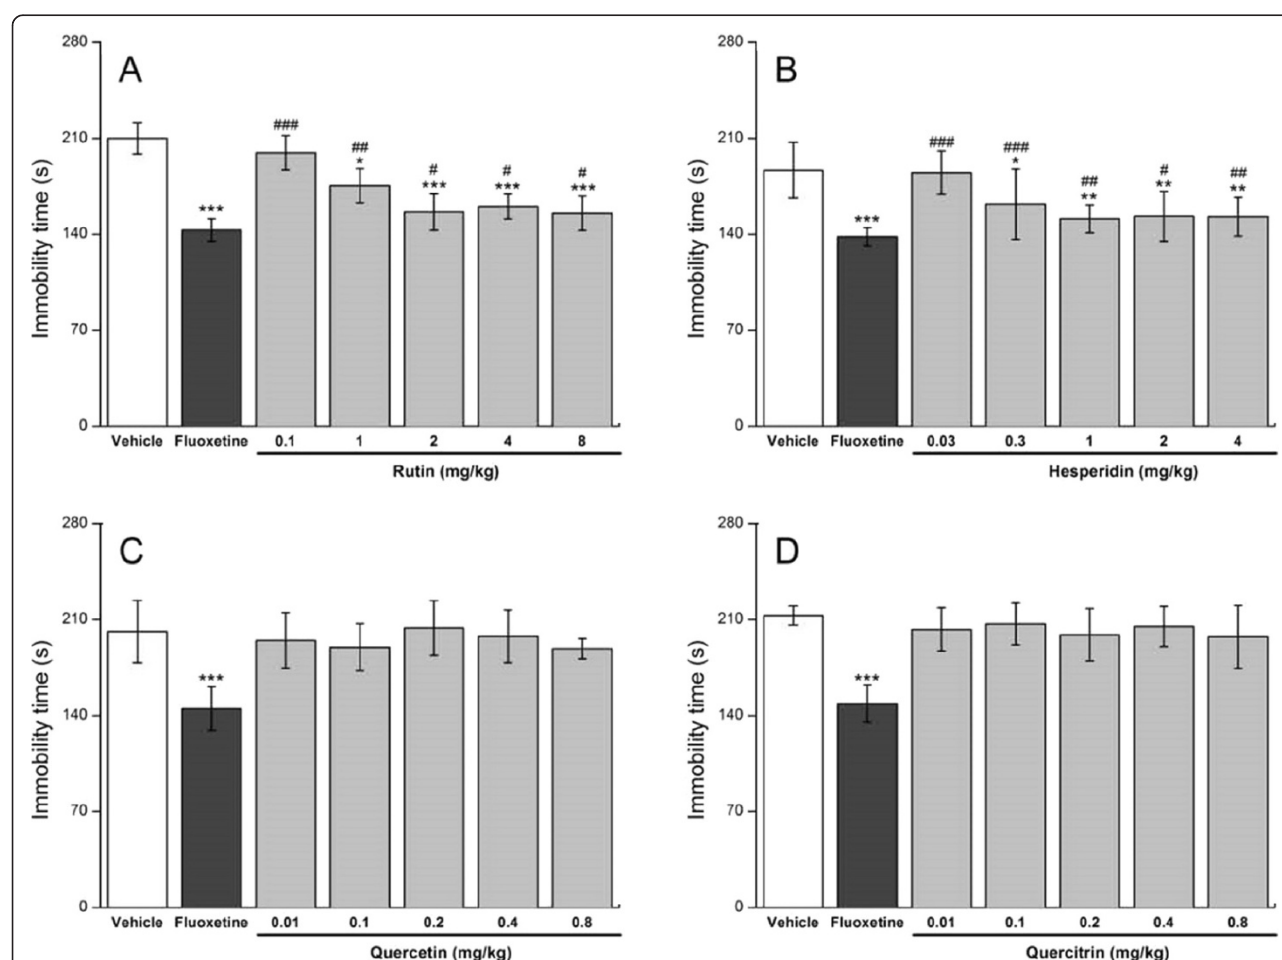 A
Immobility time (s)
280
210
140
70
0
***
###
##
*
#
***
#
***
#
***
Vehicle Fluoxetine 0.1 1 2 4 8
Rutin (mg/kg)
B
Immobility time (s)
280
210
140
70
0
***
###
###
*
##
**
#
**
##
**
Vehicle Fluoxetine 0.03 0.3 1 2 4
Hesperidin (mg/kg)
C
Immobility time (s)
280
210
140
70
0
***
Vehicle Fluoxetine 0.01 0.1 0.2 0.4 0.8
Quercetin (mg/kg)
D
Immobility time (s)
280
210
140
70
0
***
Vehicle Fluoxetine 0.01 0.1 0.2 0.4 0.8
Quercitrin (mg/kg)